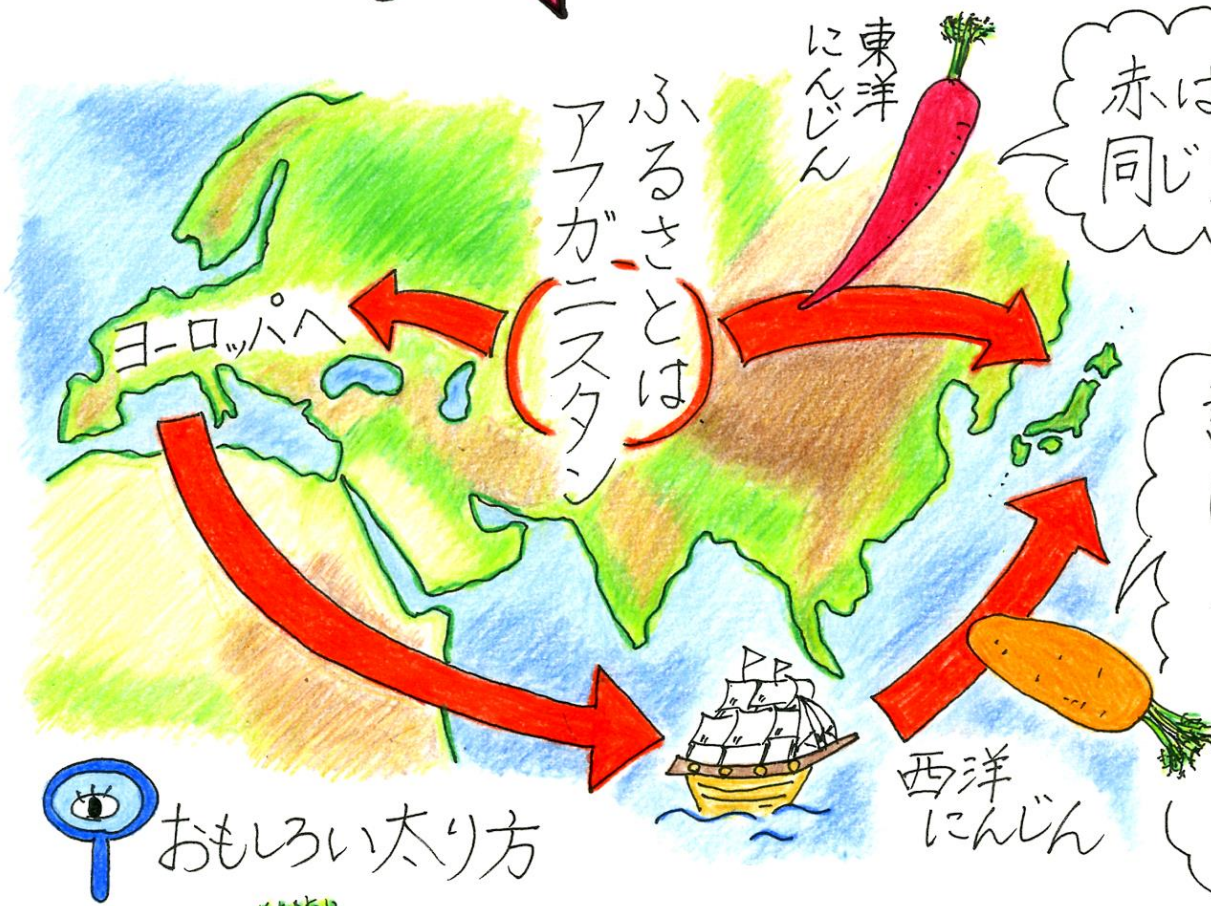 東洋
にんじん
赤は
同じ
ふるさとは
アフガニスタン
ヨーロッパへ
西洋
にんじん
おもしろい太り方